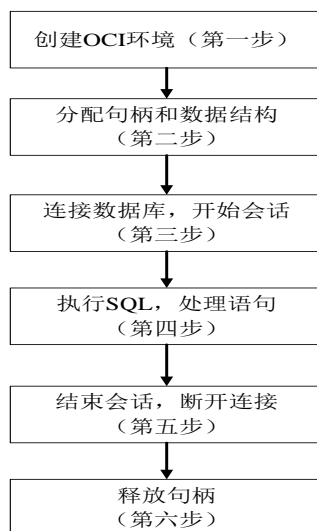 创建OCI环境（第一步）
分配句柄和数据结构
（第二步）
连接数据库，开始会话
（第三步）
执行SQL，处理语句
（第四步）
结束会话，断开连接
（第五步）
释放句柄
（第六步）